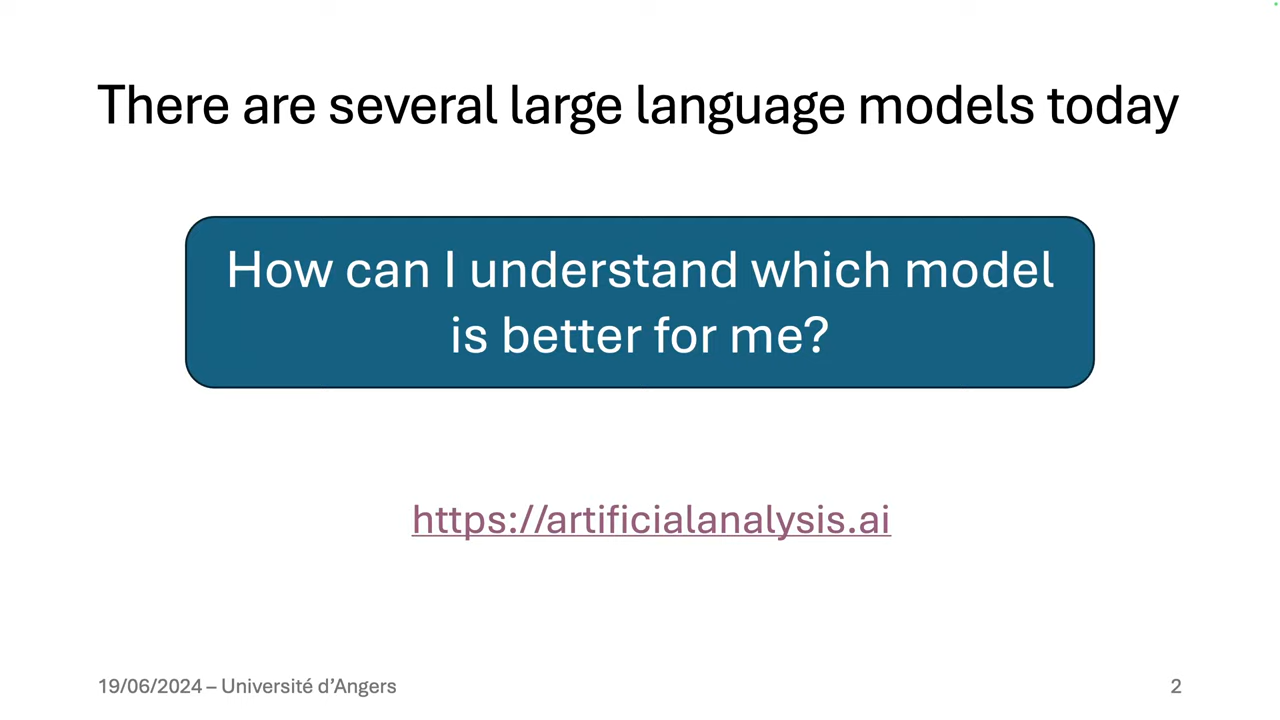 There are several large language models today
How can I understand which model
is better for me?
https://artificialanalysis.ai
19/06/2024 – Université d’Angers
2